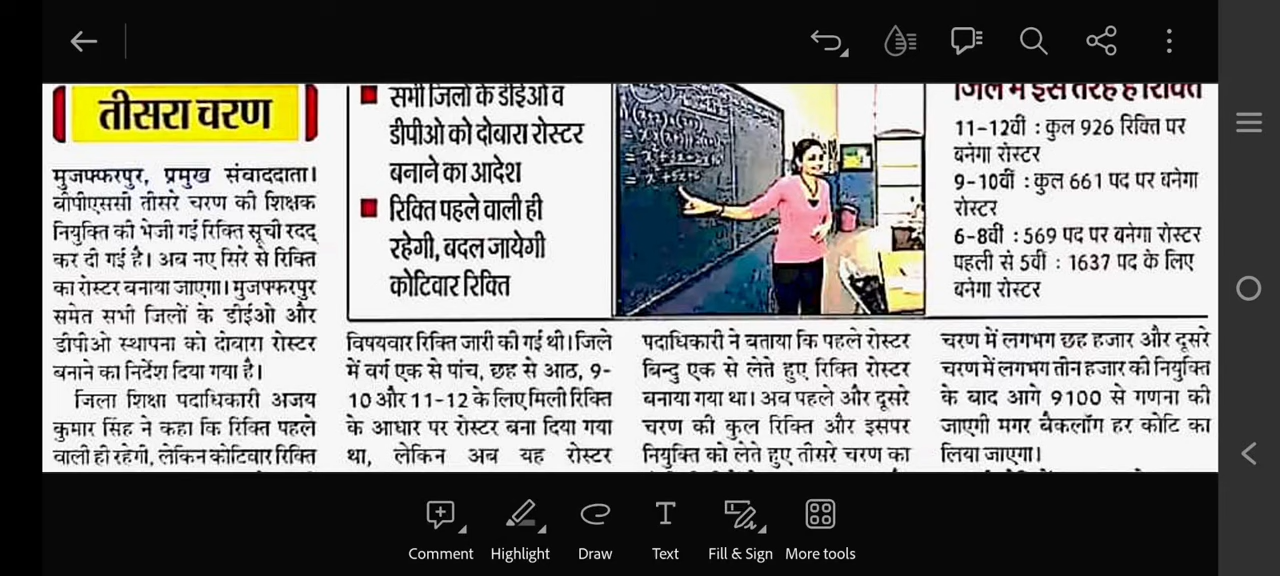 तीसरा चरण
मुजफ्फरपुर, प्रमुख संवाददाता।
बीपीएससी तीसरे चरण की शिक्षक
नियुक्ति की भेजी गई रिक्ति सूची रदद्
कर दी गई है। अब नए सिरे से रिक्ति
का रोस्टर बनाया जाएगा। मुजफ्फरपुर
समेत सभी जिलों के डीईओ और
डीपीओ स्थापना को दोबारा रोस्टर
बनाने का निर्देश दिया गया है।
जिला शिक्षा पदाधिकारी अजय
कुमार सिंह ने कहा कि रिक्ति पहले
वाली ही रहेगी, लेकिन कोटिवार रिक्ति
सभी जिलों के डीईओ व
डीपीओ को दोबारा रोस्टर
बनाने का आदेश
रिक्ति पहले वाली ही
रहेगी, बदल जायेगी
कोटिवार रिक्ति
जिले में इस तरह है रिक्ति
11-12वीं : कुल 926 रिक्ति पर
बनेगा रोस्टर
9-10वीं : कुल 661 पद पर बनेगा
रोस्टर
6-8वीं : 569 पद पर बनेगा रोस्टर
पहली से 5वीं : 1637 पद के लिए
बनेगा रोस्टर
विषयवार रिक्ति जारी की गई थी। जिले
में वर्ग एक से पांच, छह से आठ, 9-
10 और 11-12 के लिए मिली रिक्ति
के आधार पर रोस्टर बना दिया गया
था, लेकिन अब यह रोस्टर
पदाधिकारी ने बताया कि पहले रोस्टर
बिन्दु एक से लेते हुए रिक्ति रोस्टर
बनाया गया था। अब पहले और दूसरे
चरण की कुल रिक्ति और इसपर
नियुक्ति को लेते हुए तीसरे चरण का
चरण में लगभग छह हजार और दूसरे
चरण में लगभग तीन हजार की नियुक्ति
के बाद आगे 9100 से गणना की
जाएगी मगर बैकलॉग हर कोटि का
लिया जाएगा।
Comment
Highlight
Draw
Text
Fill & Sign
More tools